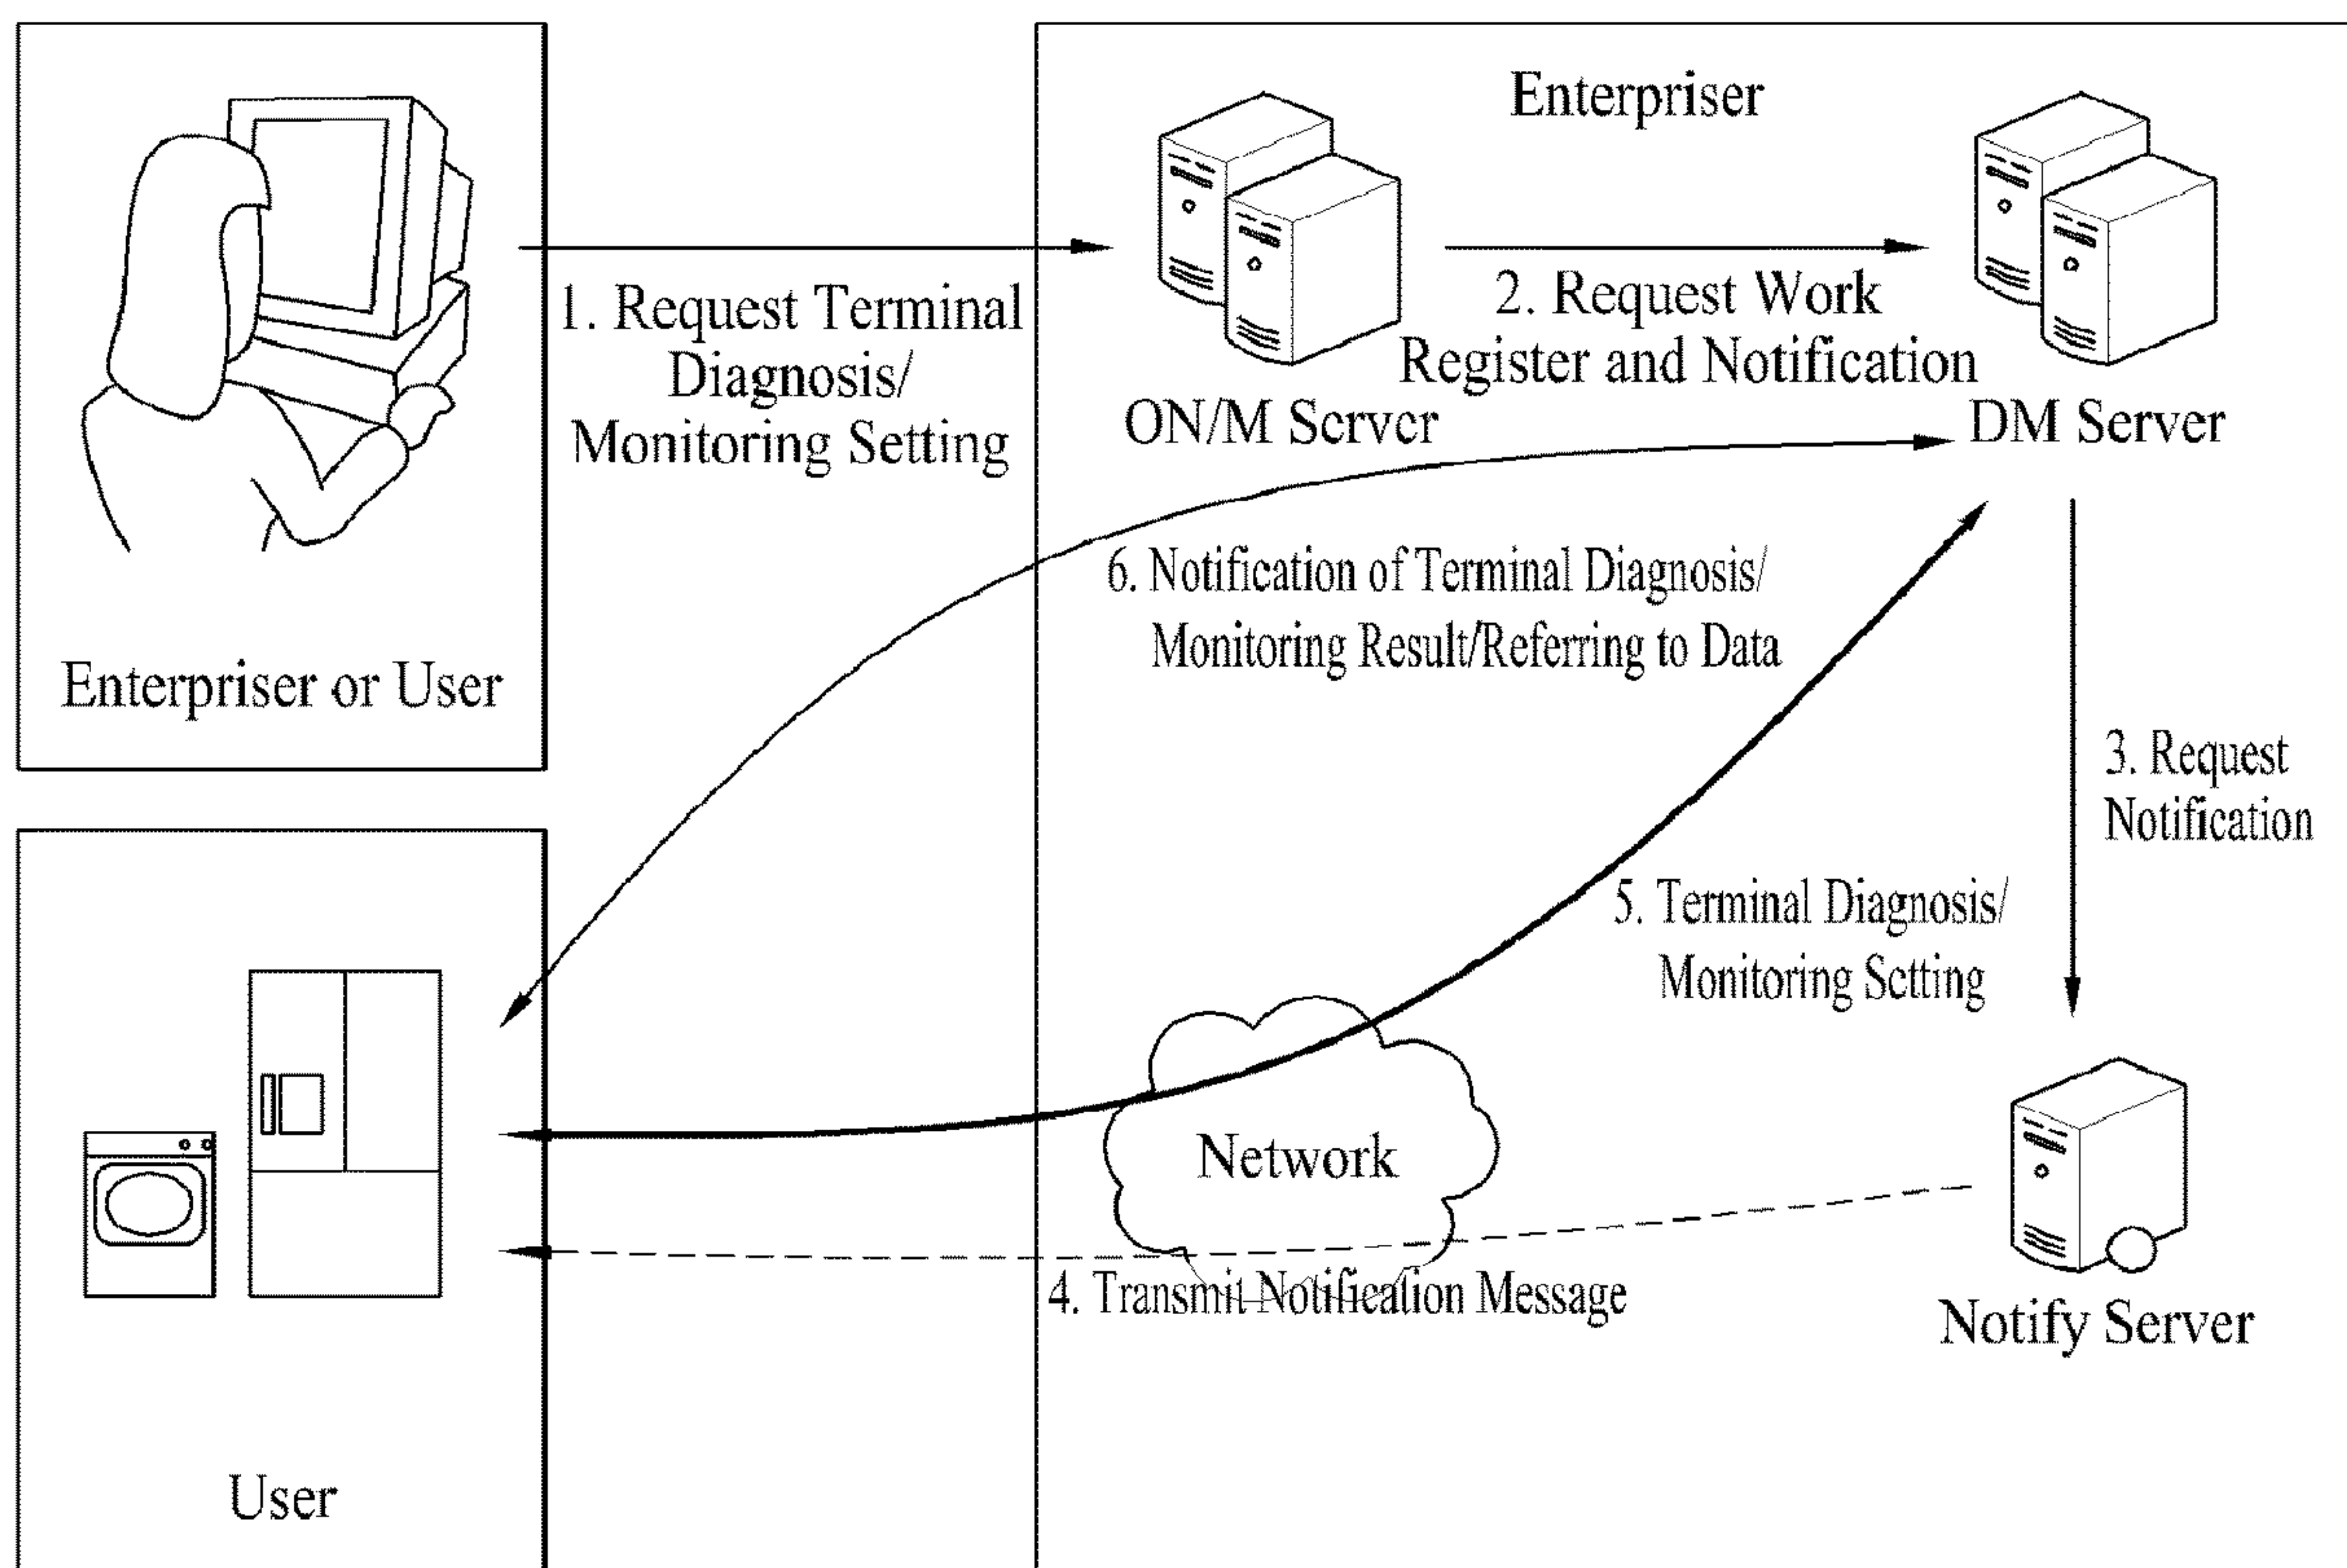 Enterpriser
1. Request Terminal
Diagnosis/
Monitoring Setting
2. Request Work
Register and Notification
ON/M Server
DM Server
6. Notification of Terminal Diagnosis/
Monitoring Result/Referring to Data
Enterpriser or User
3. Request
Notification
5. Terminal Diagnosis/
Monitoring Setting
Network
4. Transmit Notification Message
Notify Server
User